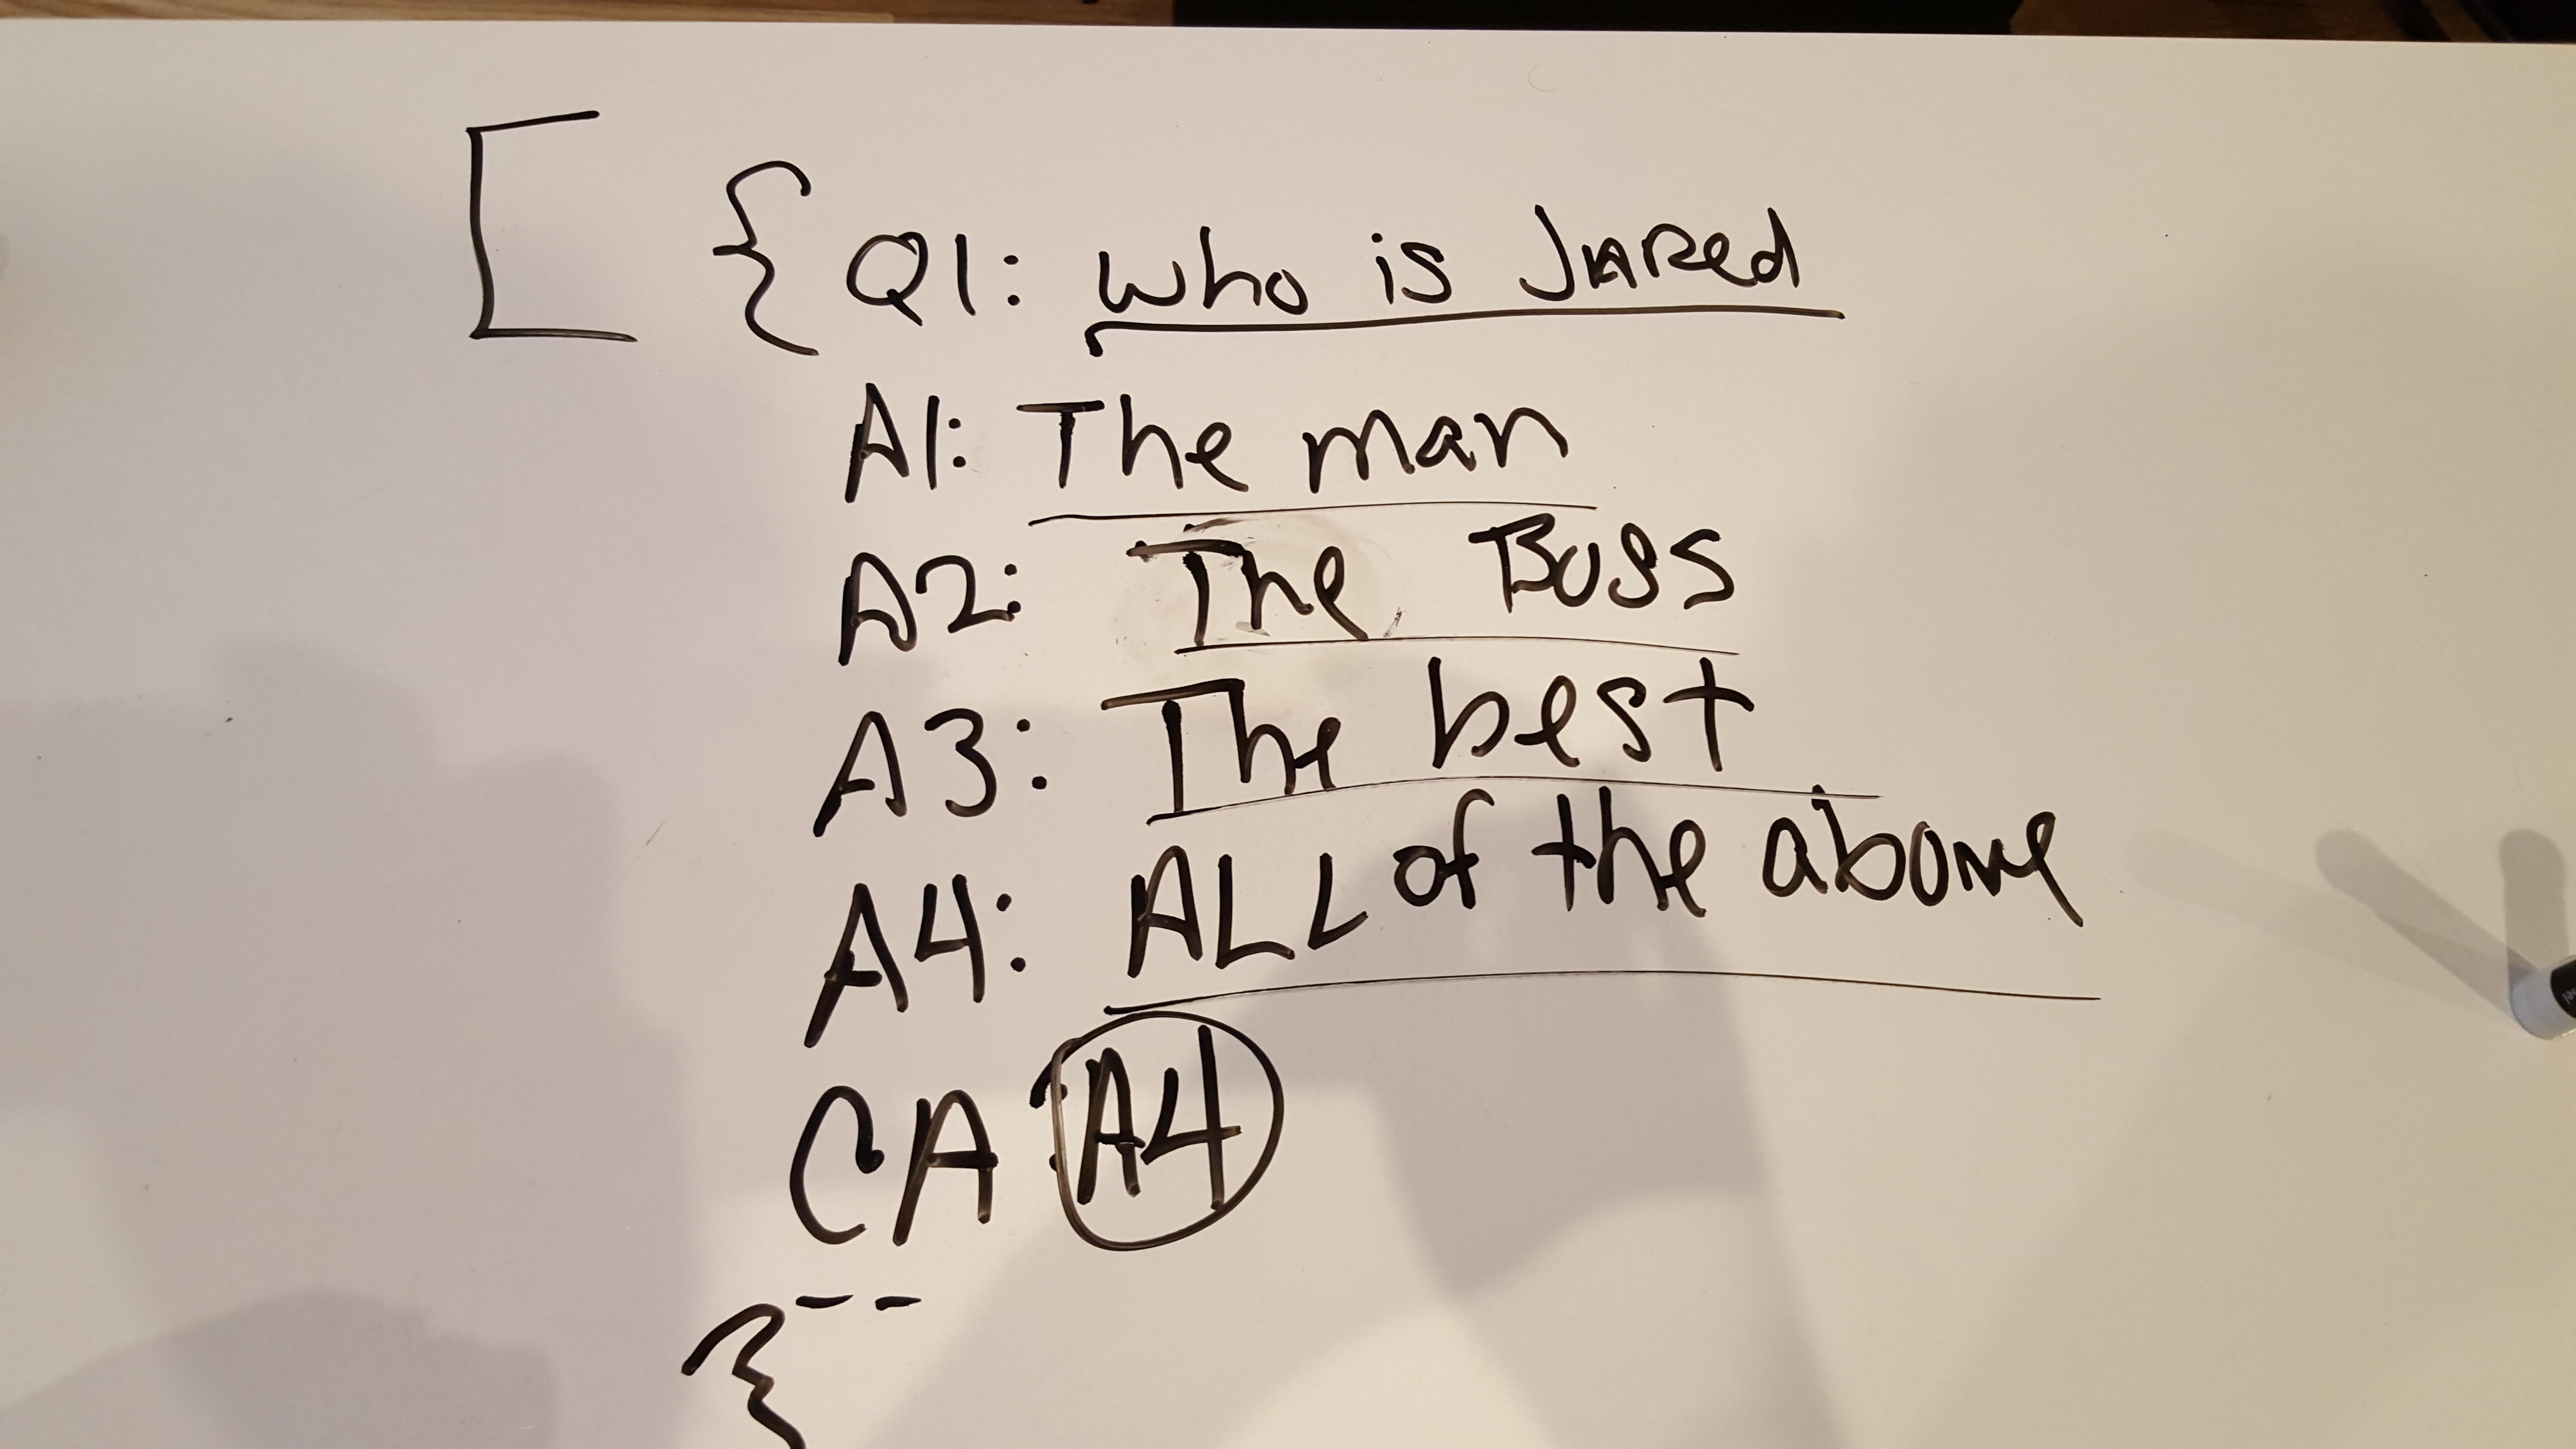 [ { Q1: who is JARed
A1: The man
A2: The Boss
A3: The best
A4: ALL of the above
CA : A4
--
}